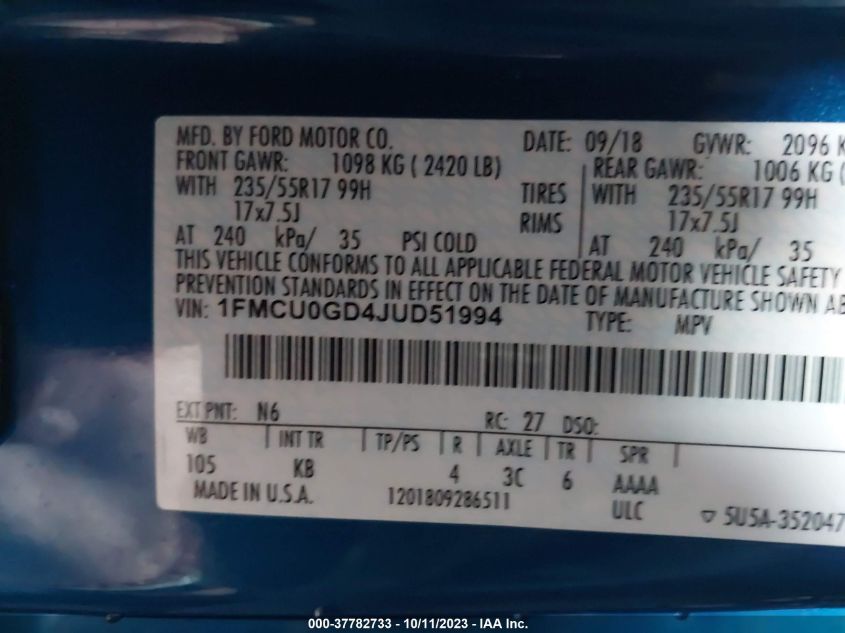 MFD. BY FORD MOTOR CO. DATE: 09/18 GVWR: 2096 K
FRONT GAWR: 1098 KG ( 2420 LB) REAR GAWR: 1006 KG (
WITH 235/55R17 99H TIRES WITH 235/55R17 99H
17x7.5J RIMS 17x7.5J
AT 240 kPa/ 35 PSI COLD AT 240 kPa/ 35
THIS VEHICLE CONFORMS TO ALL APPLICABLE FEDERAL MOTOR VEHICLE SAFETY
PREVENTION STANDARDS IN EFFECT ON THE DATE OF MANUFACTURE SHOWN AB
VIN: 1FMCU0GD4JUD51994 TYPE: MPV
EXT PNT: N6 RC: 27 DSO:
WB INT TR TP/PS R AXLE TR SPR
105 KB 4 3C 6 AAAA
MADE IN U.S.A. 1201809286511 ULC ▽ 5U5A-352047
000-37782733 - 10/11/2023 - IAA Inc.